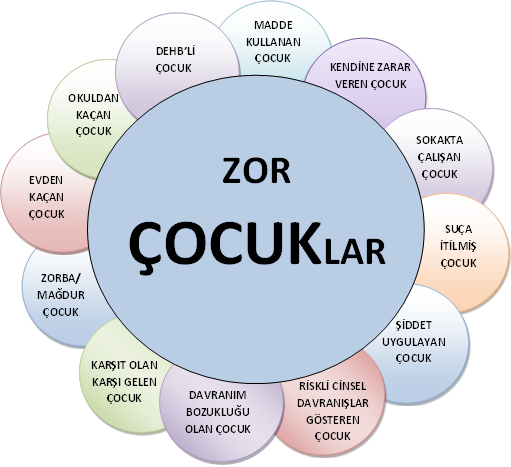 ZOR
ÇOCUKLAR
MADDE
KULLANAN
ÇOCUK
KENDİNE ZARAR
VEREN ÇOCUK
SOKAKTA
ÇALIŞAN
ÇOCUK
SUÇA
İTİLMİŞ
ÇOCUK
ŞİDDET
UYGULAYAN
ÇOCUK
RİSKLİ CİNSEL
DAVRANIŞLAR
GÖSTEREN
ÇOCUK
DAVRANIM
BOZUKLUĞU
OLAN ÇOCUK
KARŞIT OLAN
KARŞI GELEN
ÇOCUK
ZORBA/
MAĞDUR
ÇOCUK
EVDEN
KAÇAN
ÇOCUK
OKULDAN
KAÇAN
ÇOCUK
DEHB'Lİ
ÇOCUK